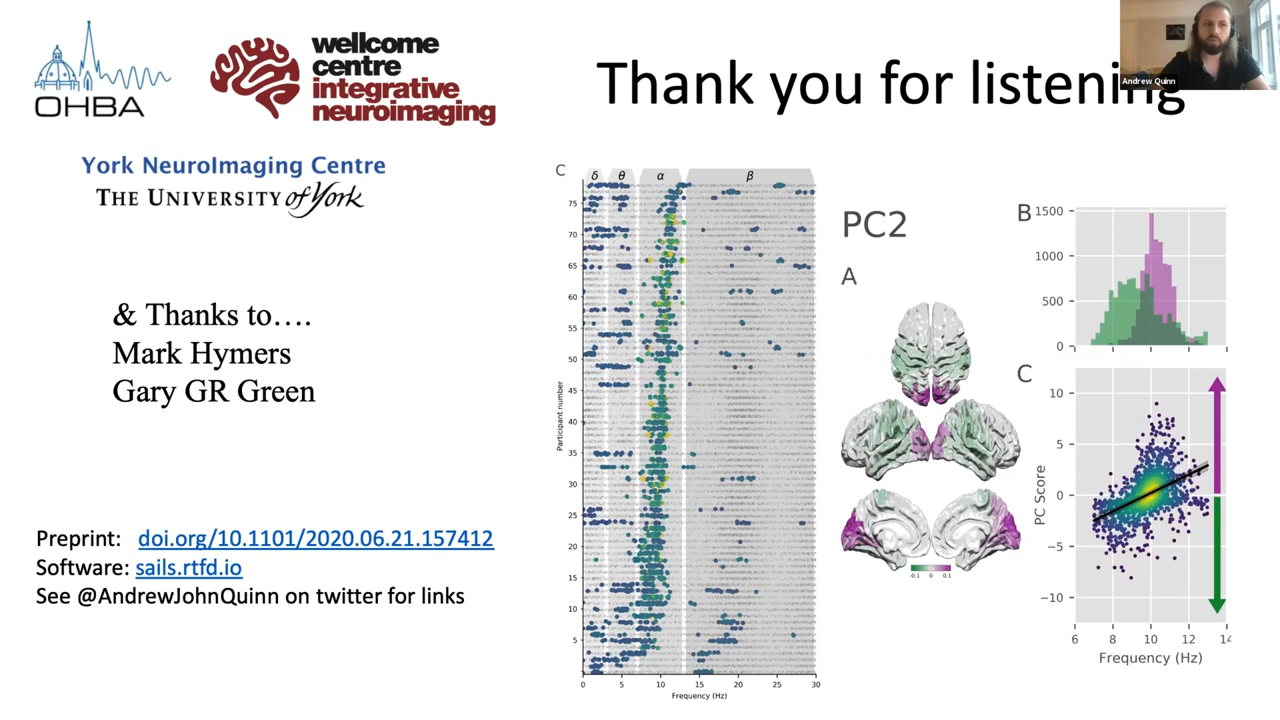 OHBA
wellcome
centre
integrative
neuroimaging
Thank you for listening
Andrew Quinn
York NeuroImaging Centre
THE UNIVERSITY of York
& Thanks to....
Mark Hymers
Gary GR Green
Preprint: doi.org/10.1101/2020.06.21.157412
Software: sails.rtfd.io
See @AndrewJohnQuinn on twitter for links
C
δ θ α β
75
70
65
60
55
50
45
40
35
30
25
20
15
10
5
Participant number
0 5 10 15 20 25 30
Frequency (Hz)
PC2
A
-0.1 0 0.1
B
1500
1000
500
0
C
10
5
0
−5
−10
PC Score
6 8 10 12 14
Frequency (Hz)